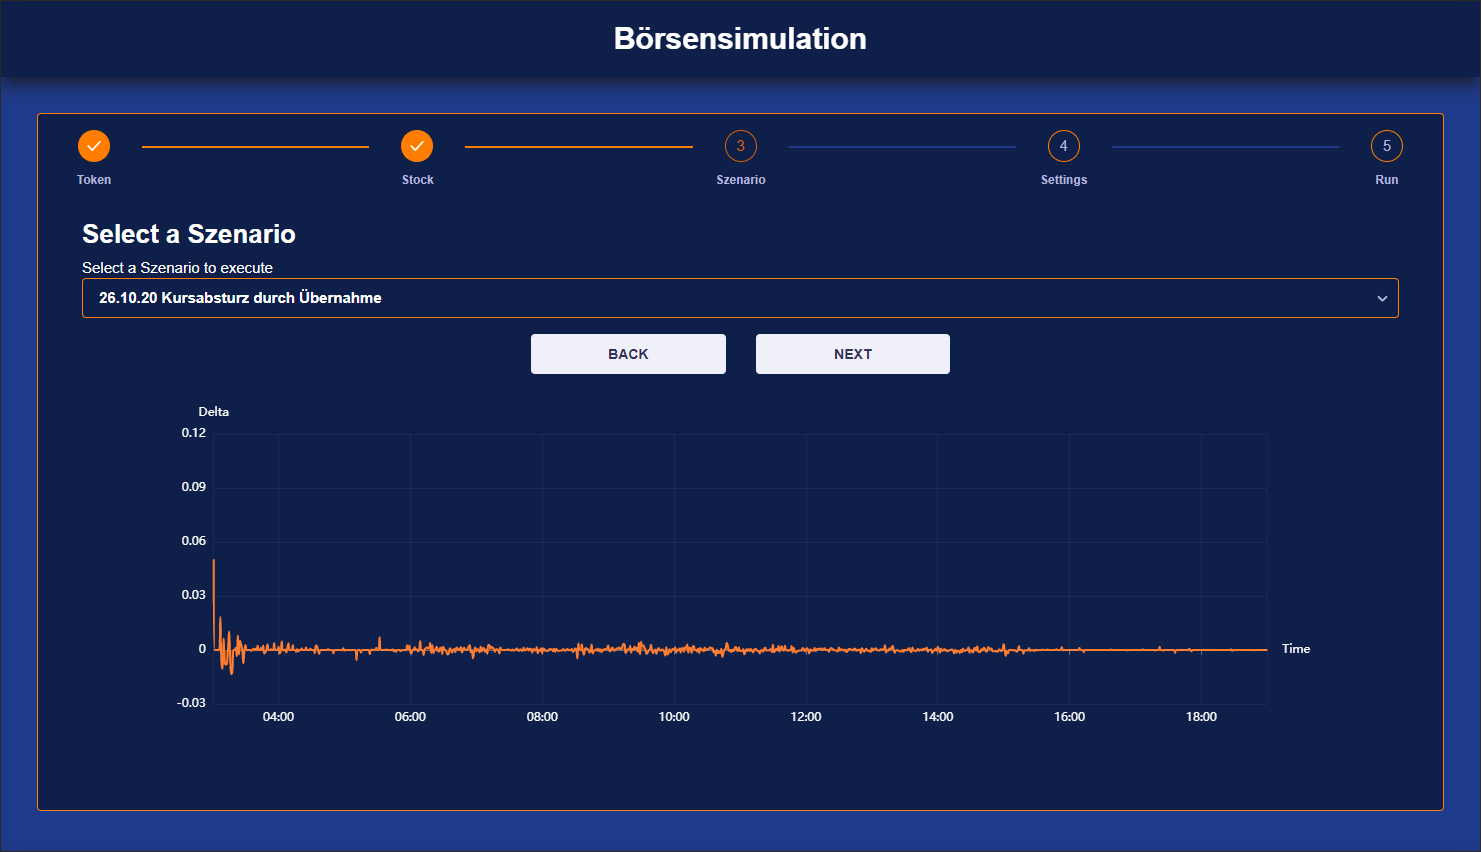 Börsensimulation
3
4
5
Token
Stock
Szenario
Settings
Run
Select a Szenario
Select a Szenario to execute
26.10.20 Kursabsturz durch Übernahme
BACK
NEXT
Delta
0.12
0.09
0.06
0.03
0
Time
-0.03
04:00
06:00
08:00
10:00
12:00
14:00
16:00
18:00